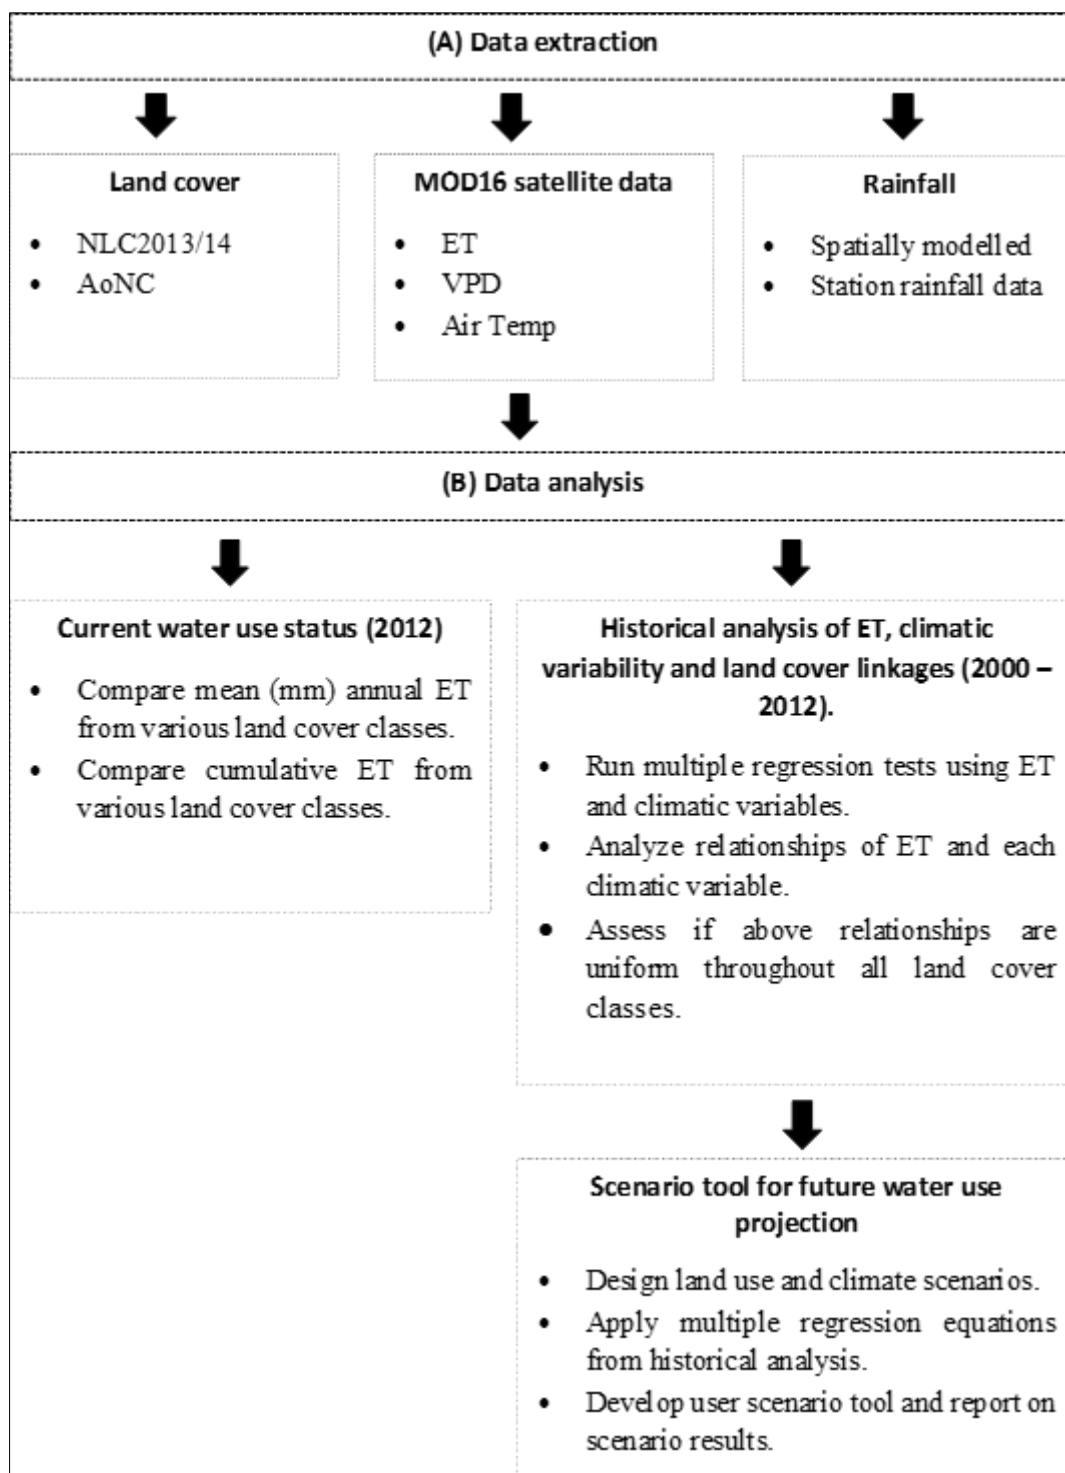 (A) Data extraction
Land cover
• NLC2013/14
• AoNC
MOD16 satellite data
• ET
• VPD
• Air Temp
Rainfall
• Spatially modelled
• Station rainfall data
(B) Data analysis
Current water use status (2012)
• Compare mean (mm) annual ET
from various land cover classes.
• Compare cumulative ET from
various land cover classes.
Historical analysis of ET, climatic
variability and land cover linkages (2000 –
2012).
• Run multiple regression tests using ET
and climatic variables.
• Analyze relationships of ET and each
climatic variable.
• Assess if above relationships are
uniform throughout all land cover
classes.
Scenario tool for future water use
projection
• Design land use and climate scenarios.
• Apply multiple regression equations
from historical analysis.
• Develop user scenario tool and report on
scenario results.